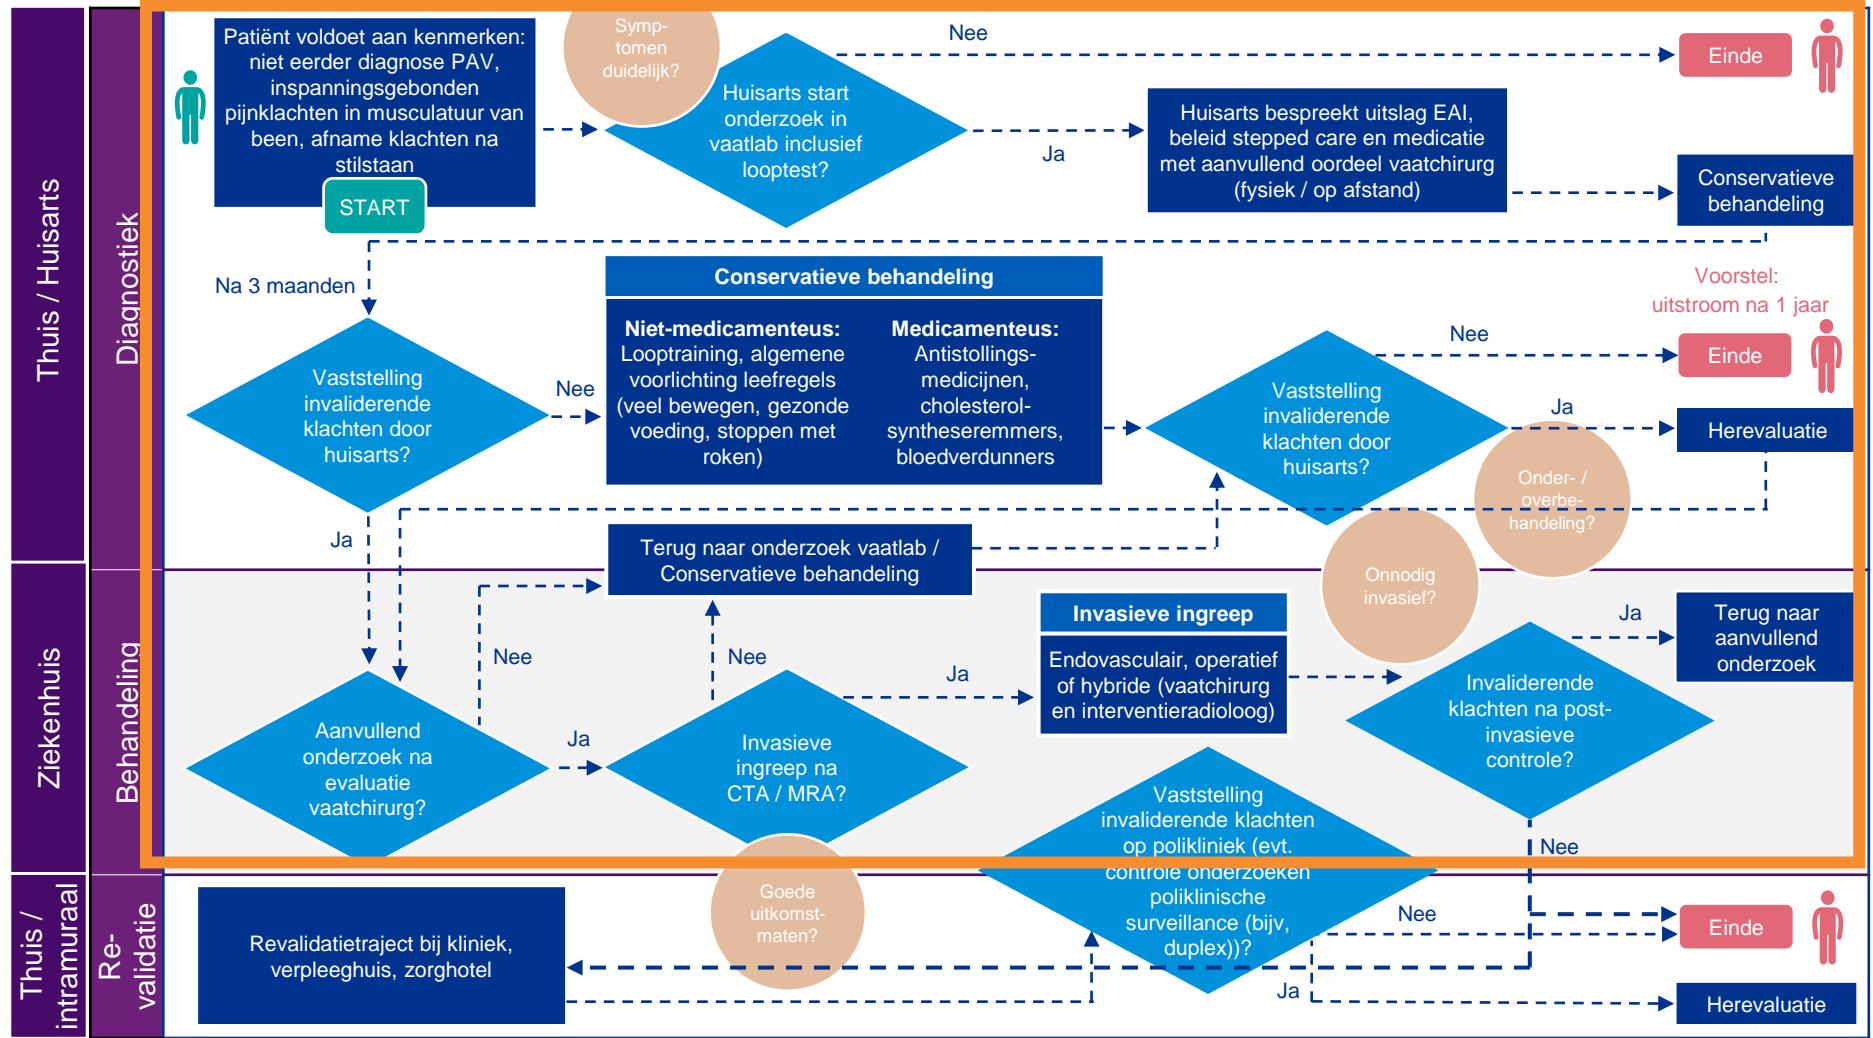 Thuis / Huisarts
Diagnostiek
Patiënt voldoet aan kenmerken:
niet eerder diagnose PAV,
inspanningsgebonden
pijnklachten in musculatuur van
been, afname klachten na
stilstaan
START
Symp-
tomen
duidelijk?
Huisarts start
onderzoek in
vaatlab inclusief
looptest?
Nee
Einde
Ja
Huisarts bespreekt uitslag EAI,
beleid stepped care en medicatie
met aanvullend oordeel vaatchirurg
(fysiek / op afstand)
Conservatieve
behandeling
Na 3 maanden
Vaststelling
invaliderende
klachten door
huisarts?
Nee
Ja
Conservatieve behandeling
Niet-medicamenteus:
Looptraining, algemene
voorlichting leefregels
(veel bewegen, gezonde
voeding, stoppen met
roken)
Medicamenteus:
Antistollings-
medicijnen,
cholesterol-
syntheseremmers,
bloedverdunners
Vaststelling
invaliderende
klachten door
huisarts?
Nee
Voorstel:
uitstroom na 1 jaar
Einde
Ja
Herevaluatie
Onder- /
overbe-
handeling?
Terug naar onderzoek vaatlab /
Conservatieve behandeling
Ziekenhuis
Behandeling
Onnodig
invasief?
Nee
Nee
Aanvullend
onderzoek na
evaluatie
vaatchirurg?
Ja
Invasieve
ingreep na
CTA / MRA?
Ja
Invasieve ingreep
Endovasculair, operatief
of hybride (vaatchirurg
en interventieradioloog)
Invaliderende
klachten na post-
invasieve
controle?
Ja
Terug naar
aanvullend
onderzoek
Nee
Thuis /
intramuraal
Re-
validatie
Goede
uitkomst-
maten?
Revalidatietraject bij kliniek,
verpleeghuis, zorghotel
Vaststelling
invaliderende klachten
op polikliniek (evt.
controle onderzoeken
poliklinische
surveillance (bijv,
duplex))?
Nee
Einde
Ja
Herevaluatie